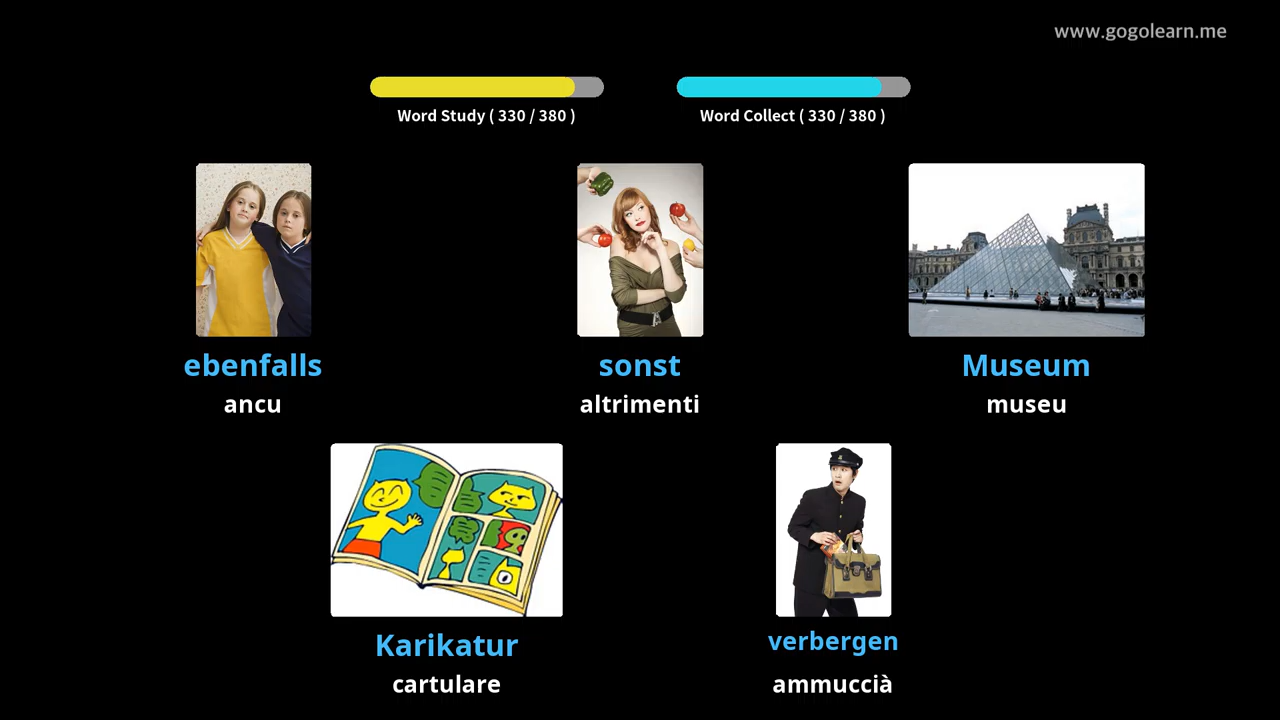 www.gogolearn.me
Word Study ( 330 / 380 )
Word Collect ( 330 / 380 )
ebenfalls
ancu
sonst
altrimenti
Museum
museu
Karikatur
cartulare
verbergen
ammuccià